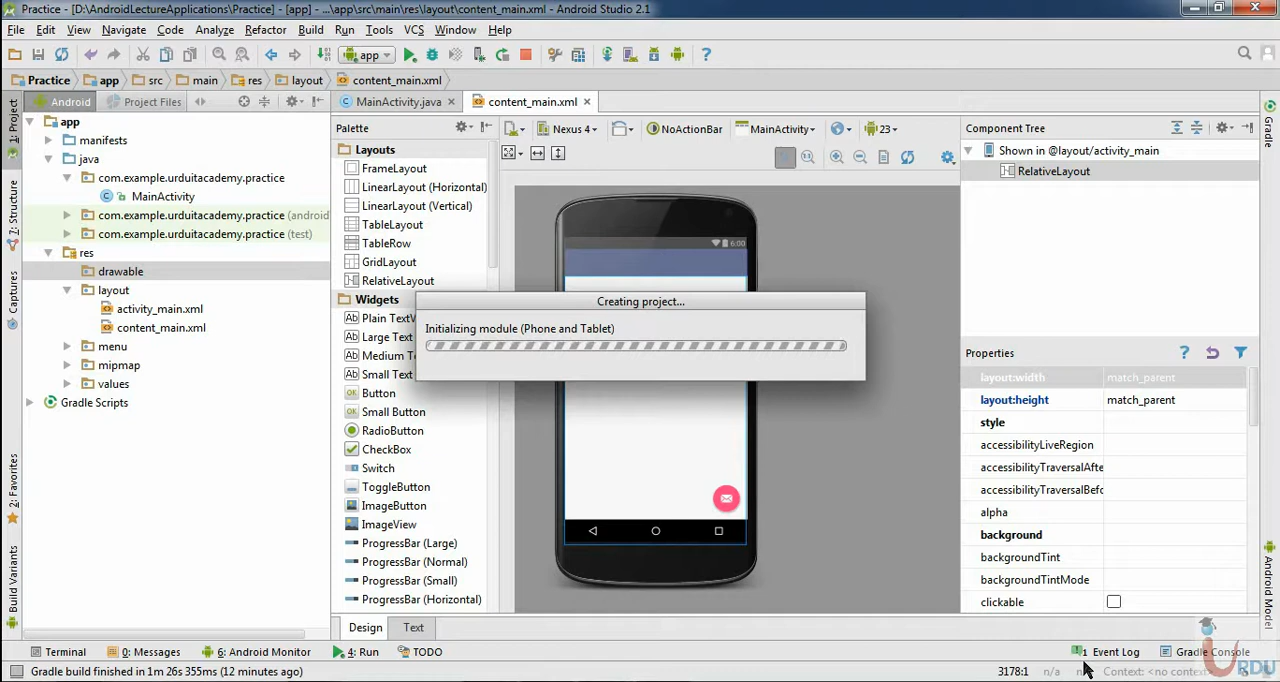 Practice - [D:\AndroidLectureApplications\Practice] - [app] - ...\app\src\main\res\layout\content_main.xml - Android Studio 2.1
File Edit View Navigate Code Analyze Refactor Build Run Tools VCS Window Help
app
Practice app src main res layout content_main.xml
Android Project Files
MainActivity.java content_main.xml
1: Project
7: Structure
Captures
2: Favorites
Build Variants
app
manifests
java
com.example.urduitacademy.practice
MainActivity
com.example.urduitacademy.practice (android
com.example.urduitacademy.practice (test)
res
drawable
layout
activity_main.xml
content_main.xml
menu
mipmap
values
Gradle Scripts
Palette
Layouts
FrameLayout
LinearLayout (Horizontal)
LinearLayout (Vertical)
TableLayout
TableRow
GridLayout
RelativeLayout
Widgets
Plain TextV
Large Text
Medium Te
Small Text
Button
Small Button
RadioButton
CheckBox
Switch
ToggleButton
ImageButton
ImageView
ProgressBar (Large)
ProgressBar (Normal)
ProgressBar (Small)
ProgressBar (Horizontal)
Nexus 4 NoActionBar MainActivity 23
6:00
Creating project...
Initializing module (Phone and Tablet)
Component Tree
Shown in @layout/activity_main
RelativeLayout
Properties
layout:width match_parent
layout:height match_parent
style
accessibilityLiveRegion
accessibilityTraversalAfte
accessibilityTraversalBefo
alpha
background
backgroundTint
backgroundTintMode
clickable
Gradle
Android Model
Design Text
Terminal 0: Messages 6: Android Monitor 4: Run TODO
1 Event Log Gradle Console
Gradle build finished in 1m 26s 355ms (12 minutes ago)
3178:1 n/a Context: <no context>
URDU